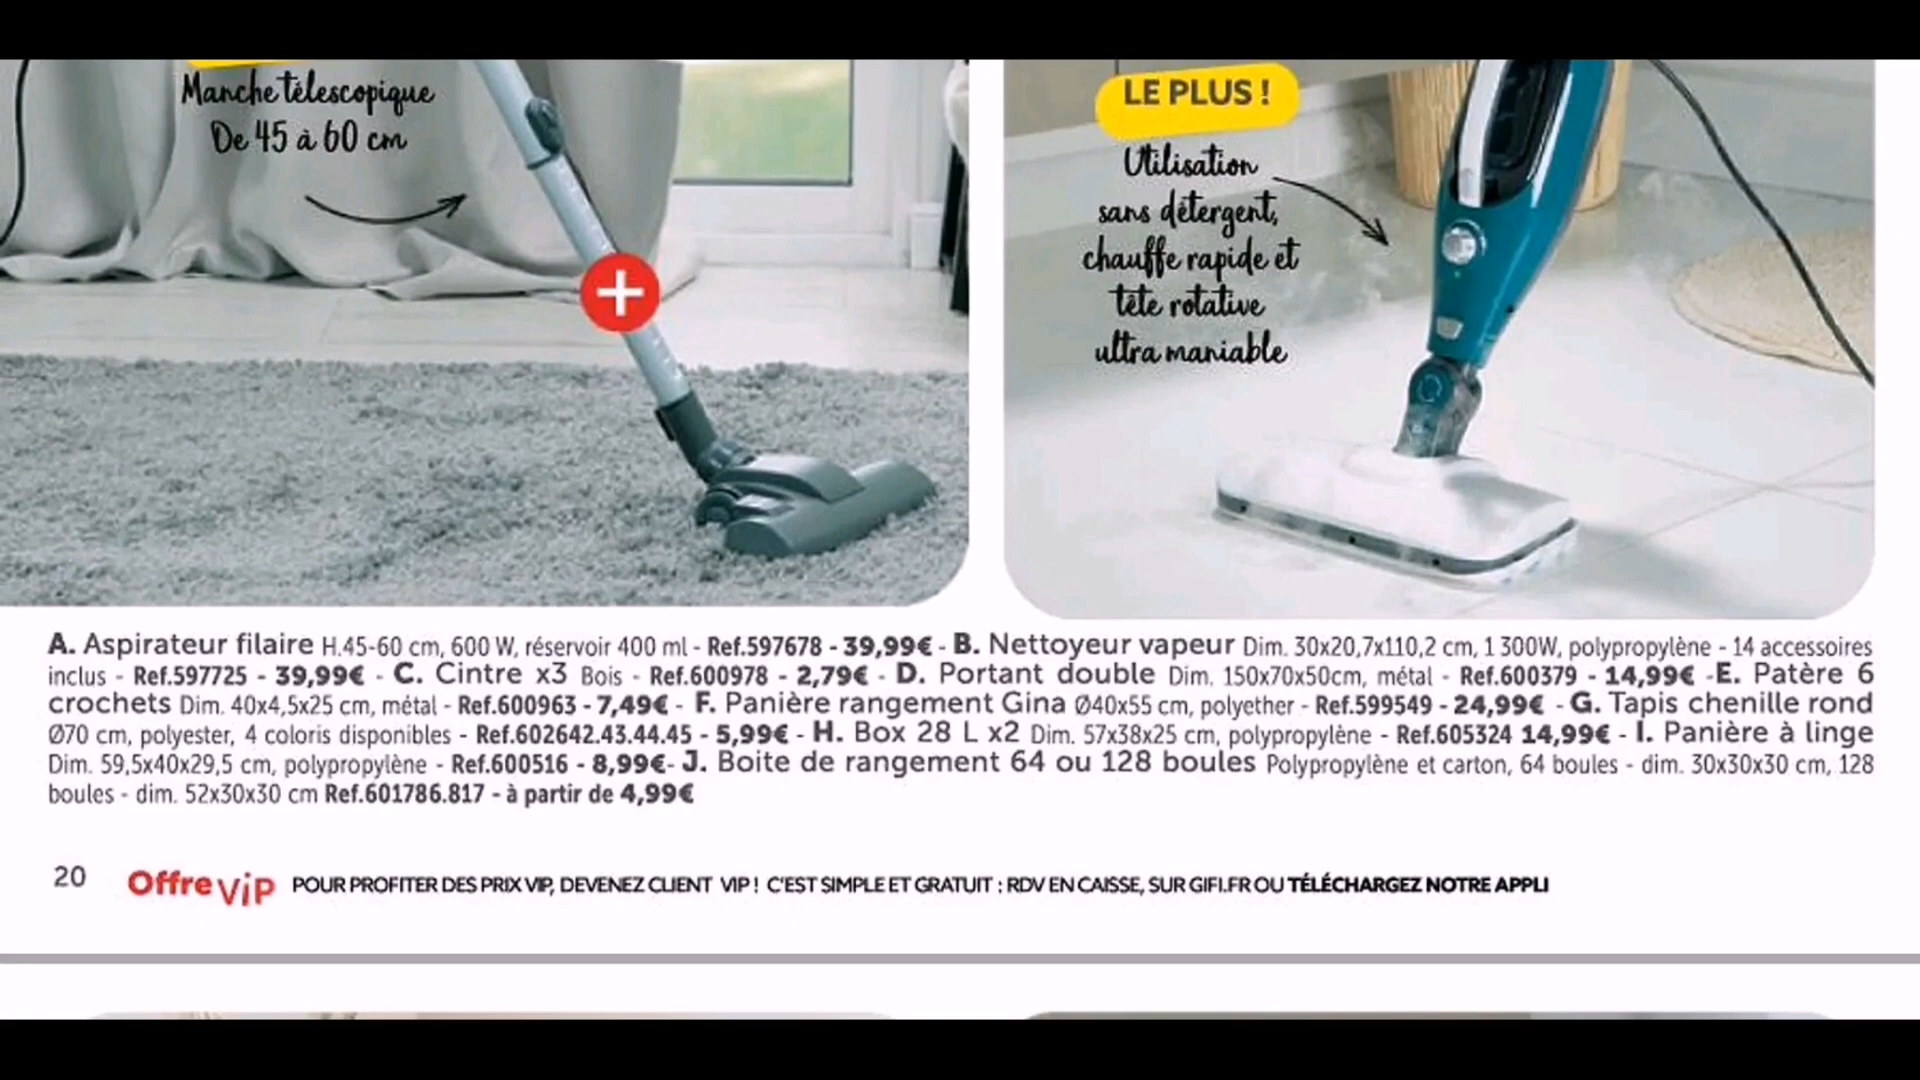 Manche télescopique
De 45 à 60 cm
LE PLUS !
Utilisation
sans détergent,
chauffe rapide et
tête rotative
ultra maniable
A. Aspirateur filaire H.45-60 cm, 600 W, réservoir 400 ml - Ref.597678 - 39,99€ - B. Nettoyeur vapeur Dim. 30x20,7x110,2 cm, 1 300W, polypropylène - 14 accessoires
inclus - Ref.597725 - 39,99€ - C. Cintre x3 Bois - Ref.600978 - 2,79€ - D. Portant double Dim. 150x70x50cm, métal - Ref.600379 - 14,99€ -E. Patère 6
crochets Dim. 40x4,5x25 cm, métal - Ref.600963 - 7,49€ - F. Panière rangement Gina Ø40x55 cm, polyether - Ref.599549 - 24,99€ - G. Tapis chenille rond
Ø70 cm, polyester, 4 coloris disponibles - Ref.602642.43.44.45 - 5,99€ - H. Box 28 L x2 Dim. 57x38x25 cm, polypropylène - Ref.605324 14,99€ - I. Panière à linge
Dim. 59,5x40x29,5 cm, polypropylène - Ref.600516 - 8,99€- J. Boite de rangement 64 ou 128 boules Polypropylène et carton, 64 boules - dim. 30x30x30 cm, 128
boules - dim. 52x30x30 cm Ref.601786.817 - à partir de 4,99€
20 Offre ViP POUR PROFITER DES PRIX VIP, DEVENEZ CLIENT VIP ! C'EST SIMPLE ET GRATUIT : RDV EN CAISSE, SUR GIFI.FR OU TÉLÉCHARGEZ NOTRE APPLI